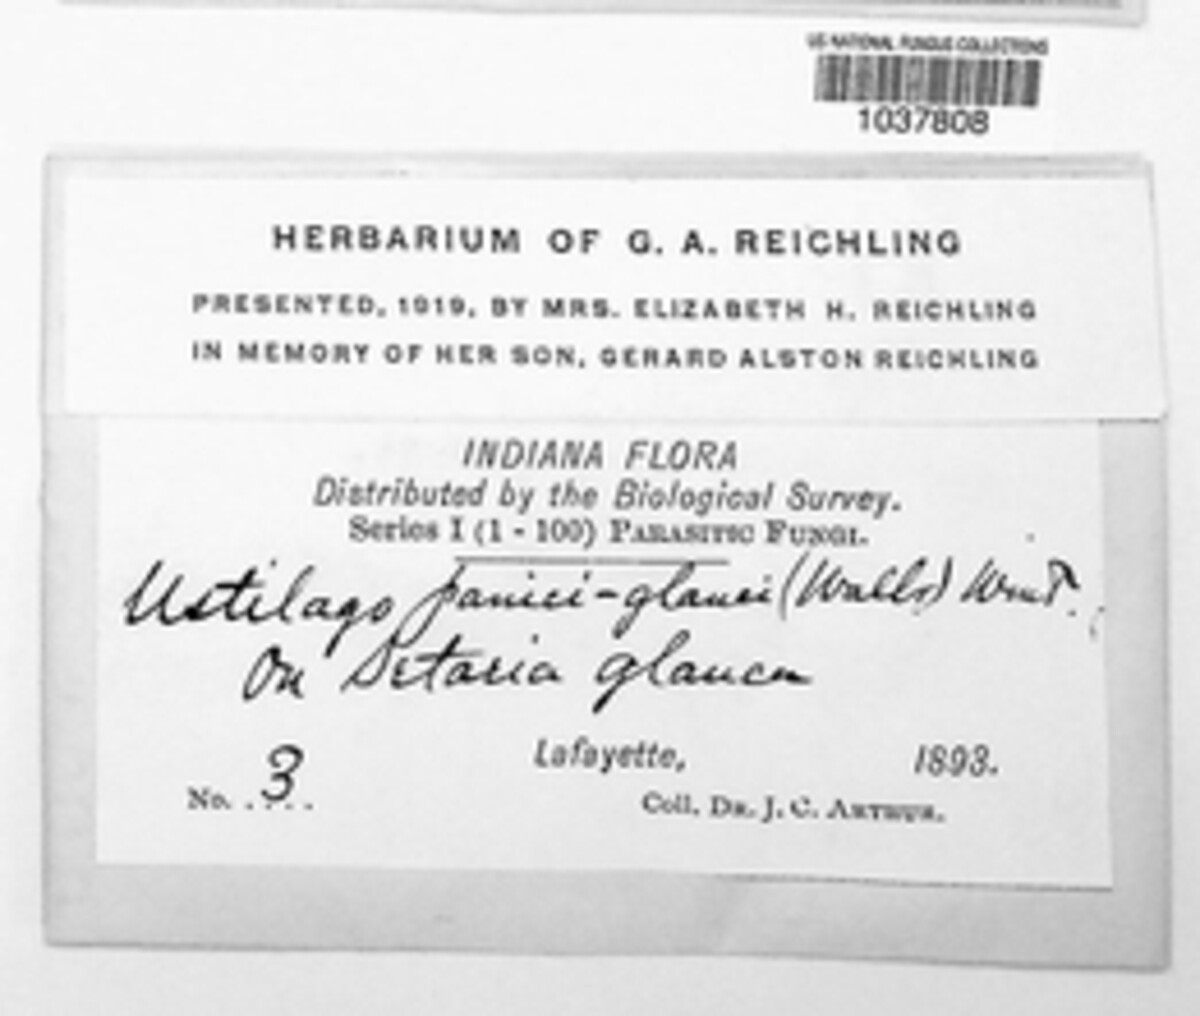 US NATIONAL FUNGUS COLLECTIONS
1037808
HERBARIUM OF G. A. REICHLING
PRESENTED, 1919, BY MRS. ELIZABETH H. REICHLING
IN MEMORY OF HER SON, GERARD ALSTON REICHLING
INDIANA FLORA
Distributed by the Biological Survey.
Series I (1 - 100) PARASITIC FUNGI.
Ustilago panici-glauci (Wallr) Wint.
On Setaria glauca
Lafayette, 1893.
No. 3
Coll. DR. J. C. ARTHUR.